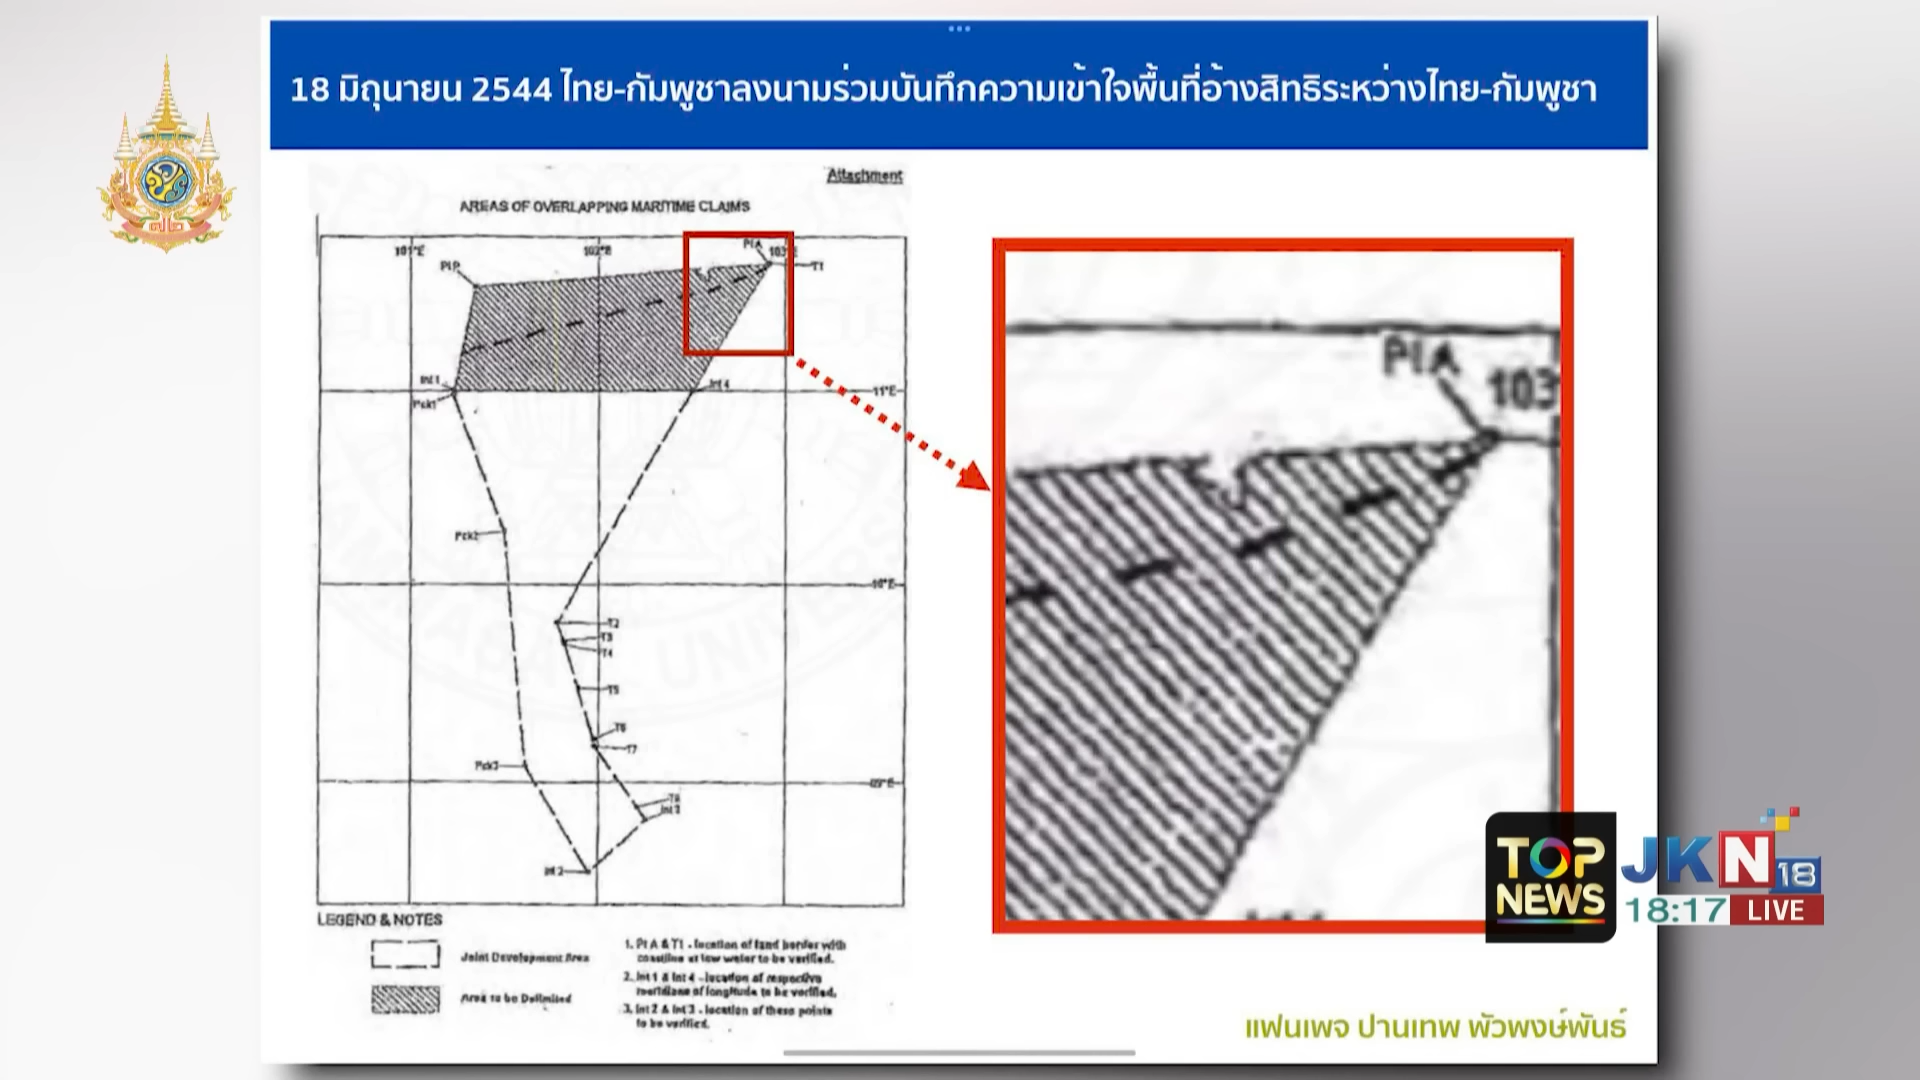 18 มิถุนายน 2544 ไทย-กัมพูชาลงนามร่วมบันทึกความเข้าใจพื้นที่อ้างสิทธิระหว่างไทย-กัมพูชา
Attachment
AREAS OF OVERLAPPING MARITIME CLAIMS
101°E
102°E
103°E
Pt A
T1
Pt P
Int 1
Int 4
Pck1
11°E
Pck2
10°E
T2
T3
T4
T5
T6
T7
Pck3
09°E
T8
Int 3
Int 2
LEGEND & NOTES
Joint Development Area
Area to be Delimited
1. Pt A & T1 - location of land border with
coastline at low water to be verified.
2. Int 1 & Int 4 - location of respective
meridians of longitude to be verified.
3. Int 2 & Int 3 - location of these points
to be verified.
Pt A
103
แฟนเพจ ปานเทพ พัวพงษ์พันธ์
TOP
NEWS
JKN18
18:17 LIVE